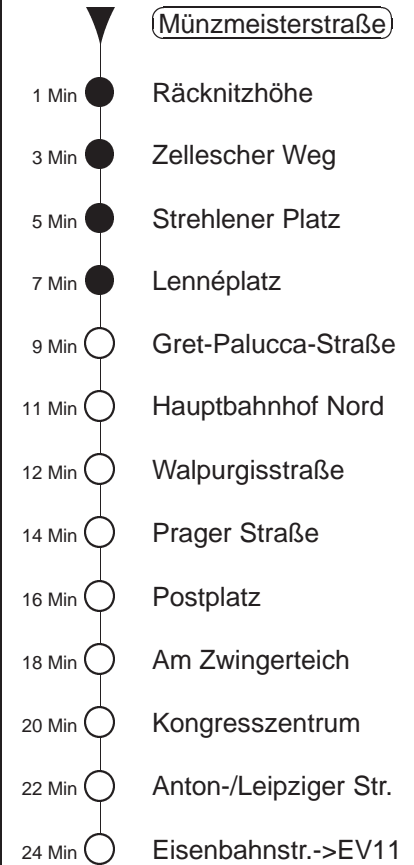 Münzmeisterstraße
1 Min Räcknitzhöhe
3 Min Zellescher Weg
5 Min Strehlener Platz
7 Min Lennéplatz
9 Min Gret-Palucca-Straße
11 Min Hauptbahnhof Nord
12 Min Walpurgisstraße
14 Min Prager Straße
16 Min Postplatz
18 Min Am Zwingerteich
20 Min Kongresszentrum
22 Min Anton-/Leipziger Str.
24 Min Eisenbahnstr.->EV11